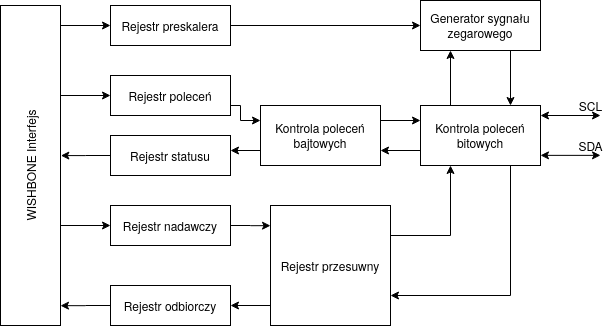 WISHBONE Interfejs
Rejestr preskalera
Generator sygnału
zegarowego
Rejestr poleceń
Kontrola poleceń
bajtowych
Kontrola poleceń
bitowych
SCL
SDA
Rejestr statusu
Rejestr nadawczy
Rejestr przesuwny
Rejestr odbiorczy